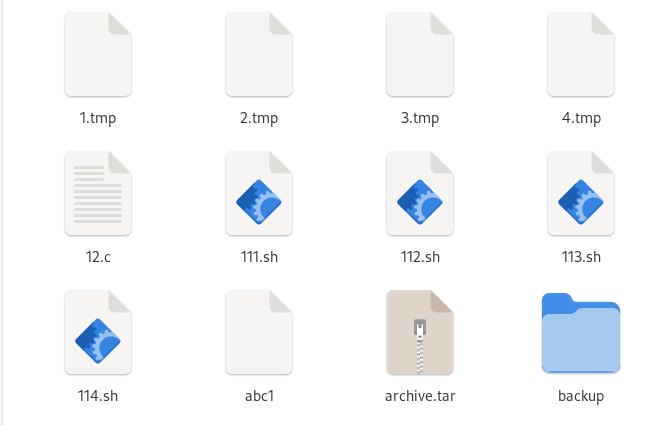 1.tmp
2.tmp
3.tmp
4.tmp
12.c
111.sh
112.sh
113.sh
114.sh
abc1
archive.tar
backup